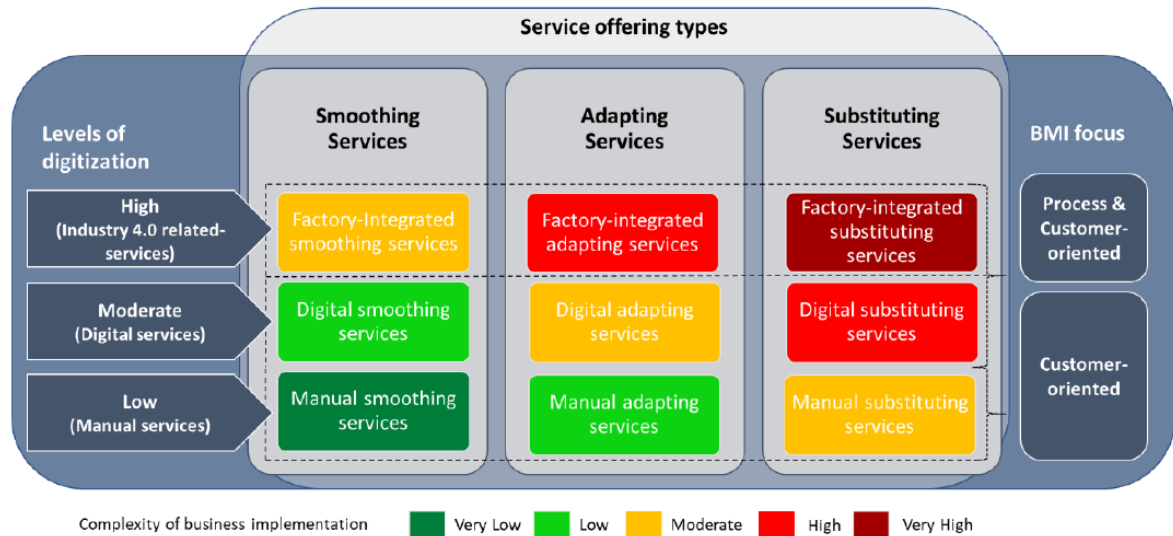 Service offering types
Levels of
digitization
Smoothing
Services
Adapting
Services
Substituting
Services
BMI focus
High
(Industry 4.0 related-
services)
Factory-Integrated
smoothing services
Factory-integrated
adapting services
Factory-integrated
substituting
services
Process &
Customer-
oriented
Moderate
(Digital services)
Digital smoothing
services
Digital adapting
services
Digital substituting
services
Customer-
oriented
Low
(Manual services)
Manual smoothing
services
Manual adapting
services
Manual substituting
services
Complexity of business implementation
Very Low
Low
Moderate
High
Very High